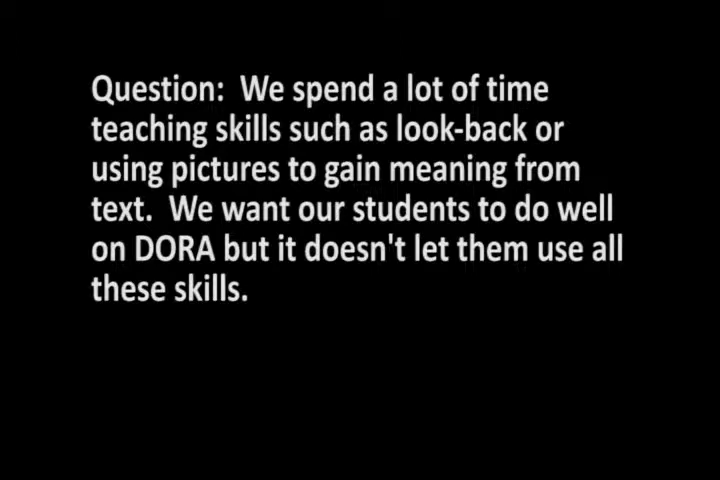 Question:  We spend a lot of time
teaching skills such as look-back or
using pictures to gain meaning from
text.  We want our students to do well
on DORA but it doesn't let them use all
these skills.